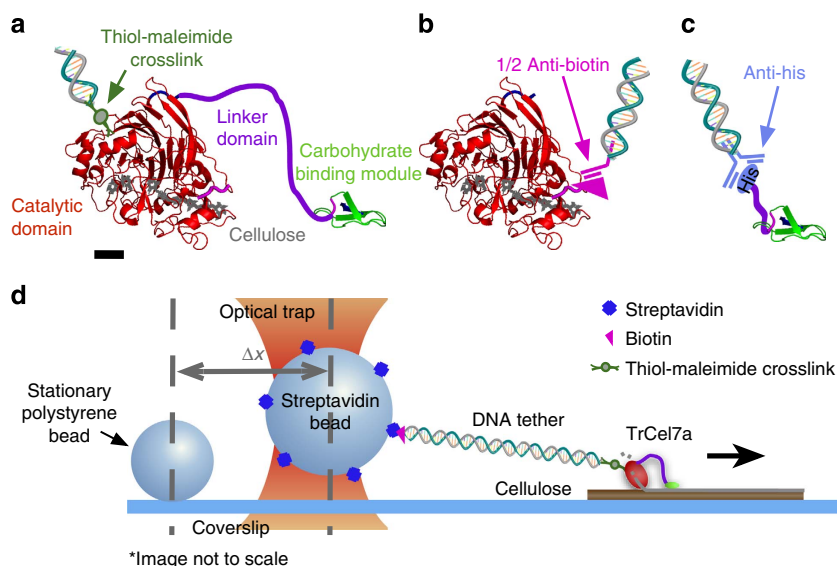 a
Thiol-maleimide
crosslink
Linker
domain
Carbohydrate
binding module
Catalytic
domain
Cellulose
b
1/2 Anti-biotin
c
Anti-his
His
d
Optical trap
Δx
Stationary
polystyrene
bead
Streptavidin
bead
DNA tether
TrCel7a
Cellulose
Coverslip
*Image not to scale
Streptavidin
Biotin
Thiol-maleimide crosslink